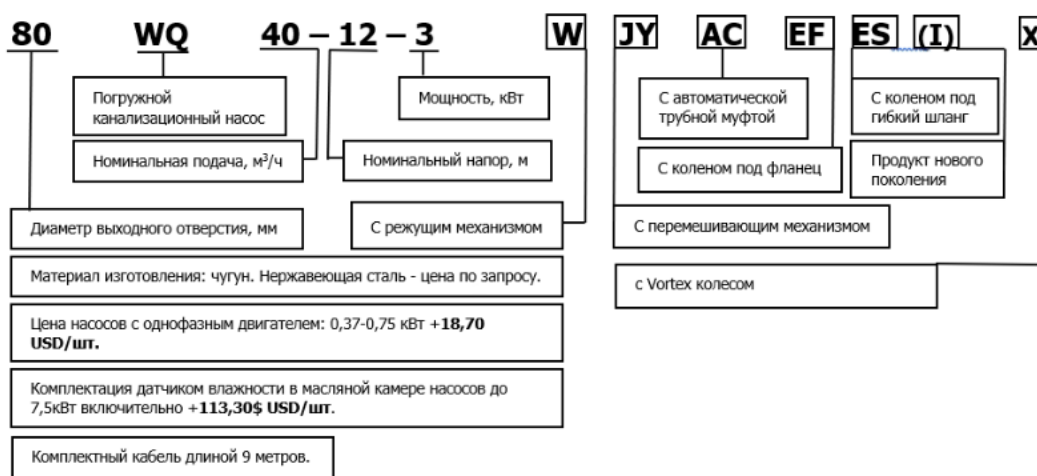 80 WQ 40 – 12 – 3 W JY AC EF ES (I) X
Погружной
канализационный насос
Мощность, кВт
С автоматической
трубной муфтой
С коленом под
гибкий шланг
Номинальная подача, м³/ч
Номинальный напор, м
С коленом под фланец
Продукт нового
поколения
Диаметр выходного отверстия, мм
С режущим механизмом
С перемешивающим механизмом
Материал изготовления: чугун. Нержавеющая сталь - цена по запросу.
с Vortex колесом
Цена насосов с однофазным двигателем: 0,37-0,75 кВт +18,70
USD/шт.
Комплектация датчиком влажности в масляной камере насосов до
7,5кВт включительно +113,30$ USD/шт.
Комплектный кабель длиной 9 метров.